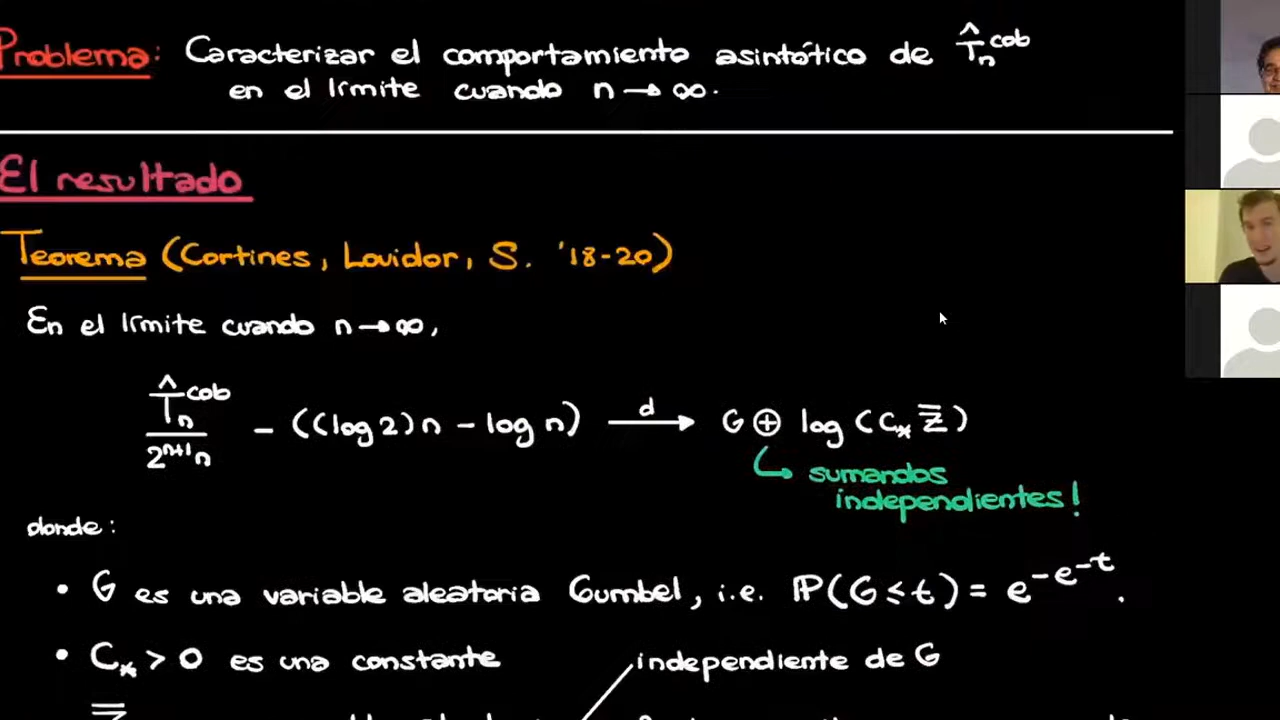 Problema: Caracterizar el comportamiento asintótico de T̂ₙᶜᵒᵇ
en el límite cuando n → ∞.
El resultado
Teorema (Cortines, Louidor, S. '18-20)
En el límite cuando n → ∞,
T̂ₙᶜᵒᵇ / 2ⁿ⁺¹n − ((log 2)n − log n) —d→ G ⊕ log (C⁎ Z̿)
↳ sumandos
independientes!
donde:
• G es una variable aleatoria Gumbel, i.e. ℙ(G ≤ t) = e^(-e^(-t)).
• C⁎ > 0 es una constante
independiente de G